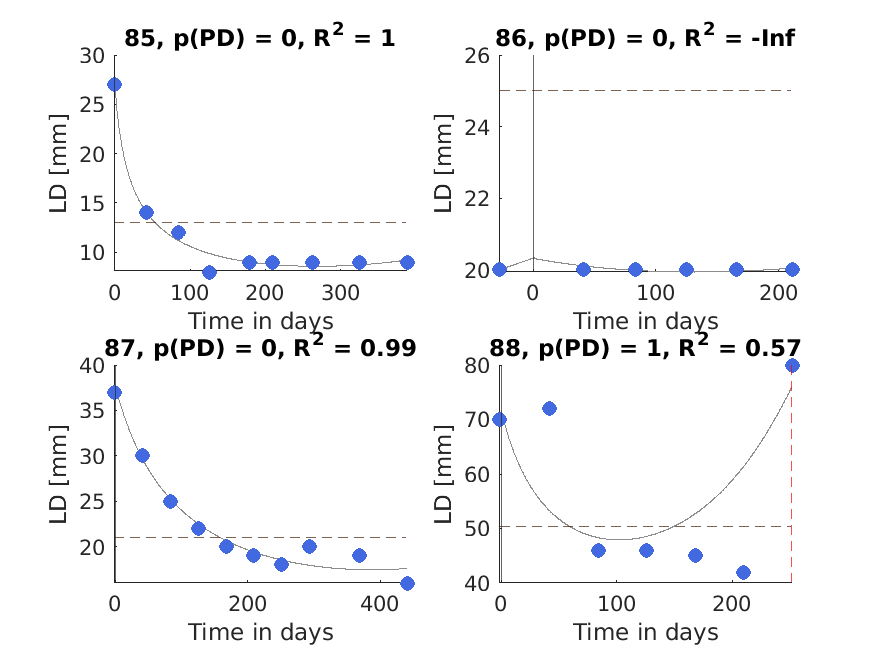 85, p(PD) = 0, R² = 1
86, p(PD) = 0, R² = -Inf
30
25
20
15
10
LD [mm]
0
100
200
300
Time in days
26
24
22
20
LD [mm]
0
100
200
Time in days
87, p(PD) = 0, R² = 0.99
88, p(PD) = 1, R² = 0.57
40
35
30
25
20
LD [mm]
0
200
400
Time in days
80
70
60
50
40
LD [mm]
0
100
200
Time in days